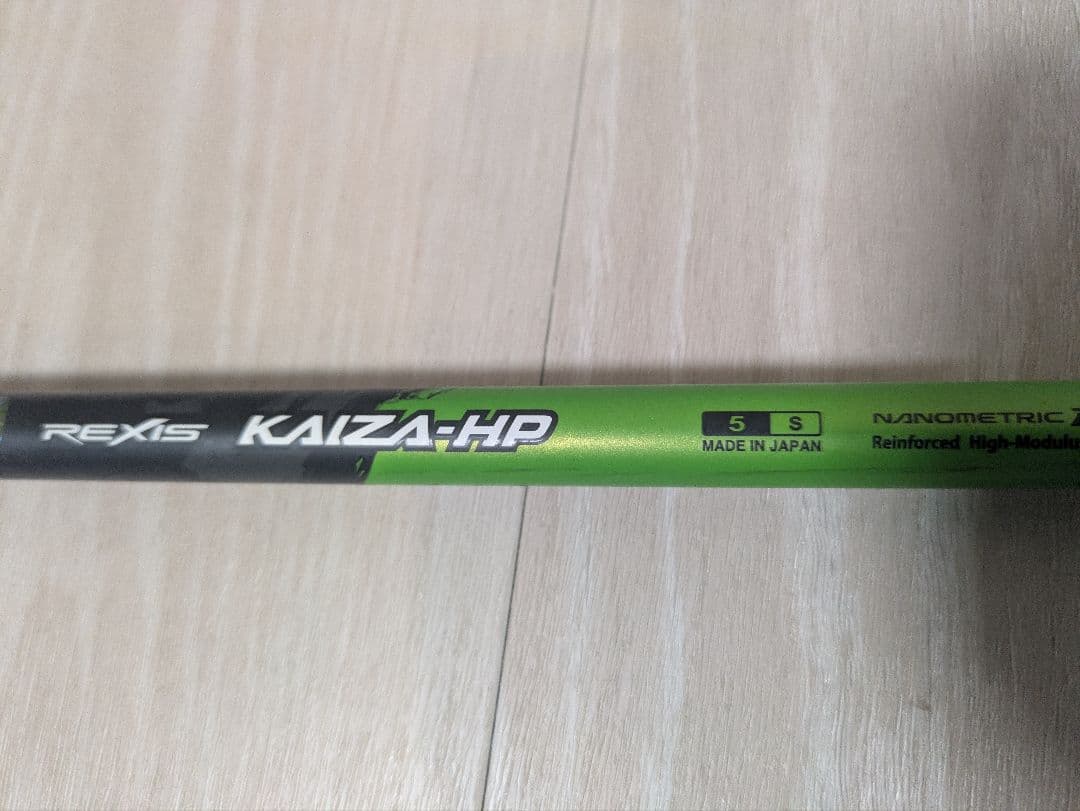 REXIS KAIZA-HP
5 S
MADE IN JAPAN
NANOMETRIC
Reinforced High-Modulu